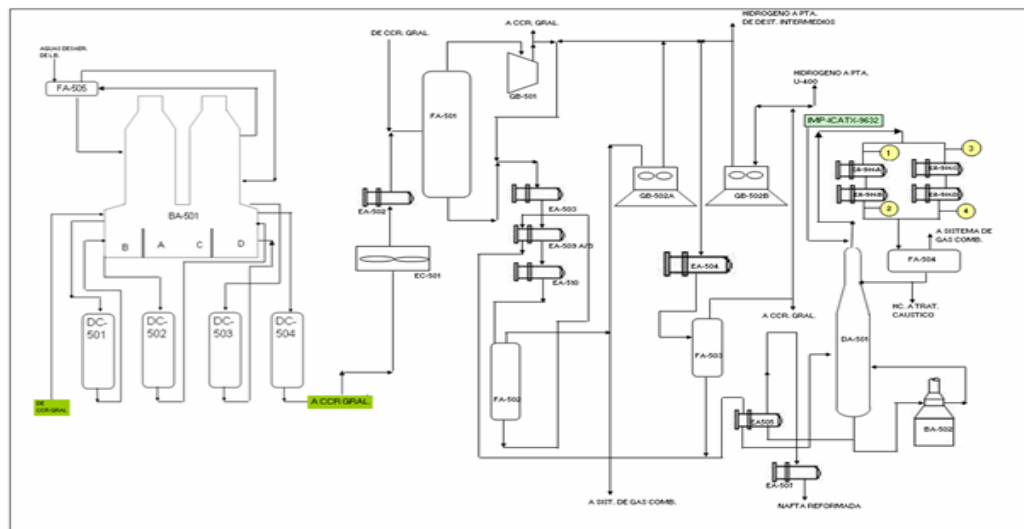 AGUAS DESMER.
DE L.B.
FA-505
BA-501
B
A
C
D
DC-
501
DC-
502
DC-
503
DC-
504
DE
CCR GRAL
A CCR GRAL
DE CCR. GRAL.
FA-501
EA-502
EC-501
A CCR. GRAL.
GB-501
EA-503
EA-509 A/B
EA-510
FA-502
A SIST. DE GAS COMB.
HIDROGENO A PTA.
DE DEST. INTERMEDIOS
GB-502A
GB-502B
EA-504
FA-503
A CCR. GRAL.
HIDROGENO A PTA.
U-400
IMP-ICATX-9632
1
3
2
4
A SISTEMA DE
GAS COMB.
FA-504
HC. A TRAT.
CAUSTICO
DA-501
BA-502
EA505
EA-507
NAFTA REFORMADA